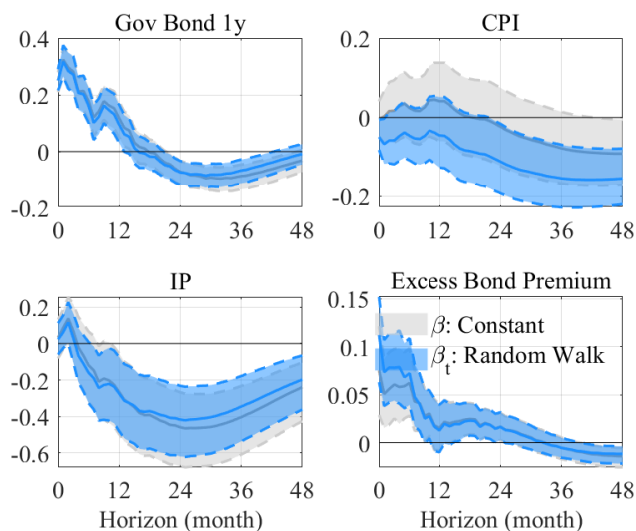 Gov Bond 1y
0.4
0.2
0
-0.2
0 12 24 36 48
CPI
0.2
0
-0.2
0 12 24 36 48
IP
0.2
0
-0.2
-0.4
-0.6
0 12 24 36 48
Horizon (month)
Excess Bond Premium
0.15
0.1
0.05
0
0 12 24 36 48
β: Constant
βt: Random Walk
Horizon (month)